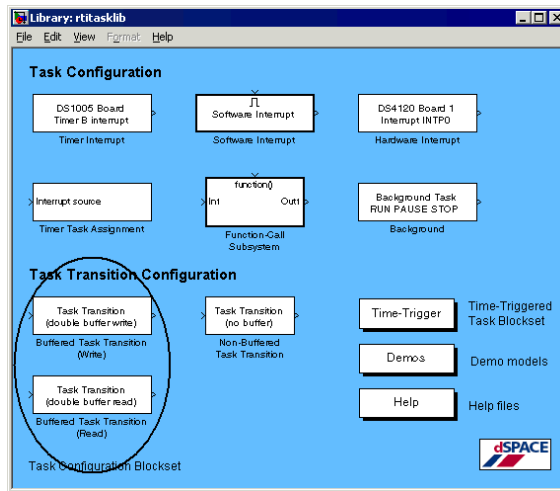 Library: rtitasklib
File Edit View Format Help
Task Configuration
DS1005 Board
Timer B interrupt
Timer Interrupt
Software Interrupt
Software Interrupt
DS4120 Board 1
Interrupt INTP0
Hardware Interrupt
Interrupt source
Timer Task Assignment
function()
In1 Out1
Function-Call
Subsystem
Background Task
RUN PAUSE STOP
Background
Task Transition Configuration
Task Transition
(double buffer write)
Buffered Task Transition
(Write)
Task Transition
(no buffer)
Non-Buffered
Task Transition
Time-Trigger
Time-Triggered
Task Blockset
Demos
Demo models
Task Transition
(double buffer read)
Buffered Task Transition
(Read)
Help
Help files
Task Configuration Blockset
dSPACE